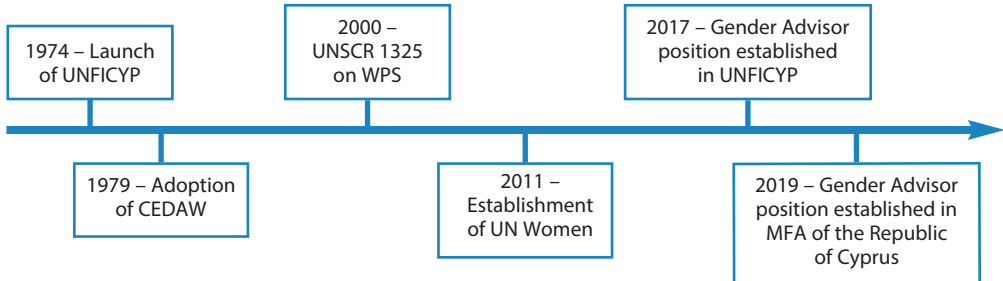 1974 – Launch
of UNFICYP
2000 –
UNSCR 1325
on WPS
2017 – Gender Advisor
position established
in UNFICYP
1979 – Adoption
of CEDAW
2011 –
Establishment
of UN Women
2019 – Gender Advisor
position established in
MFA of the Republic
of Cyprus